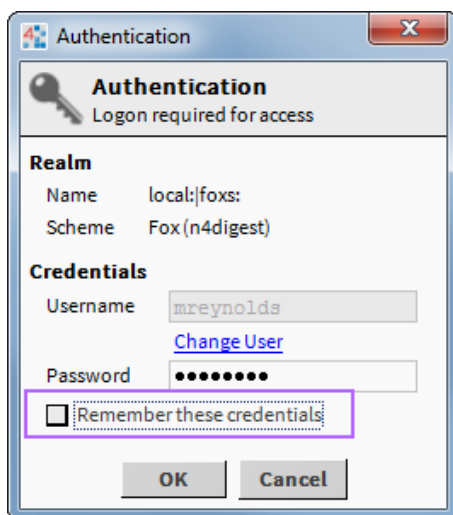 Authentication
Authentication
Logon required for access
Realm
Name local:|foxs:
Scheme Fox (n4digest)
Credentials
Username mreynolds
Change User
Password ●●●●●●●●
Remember these credentials
OK Cancel